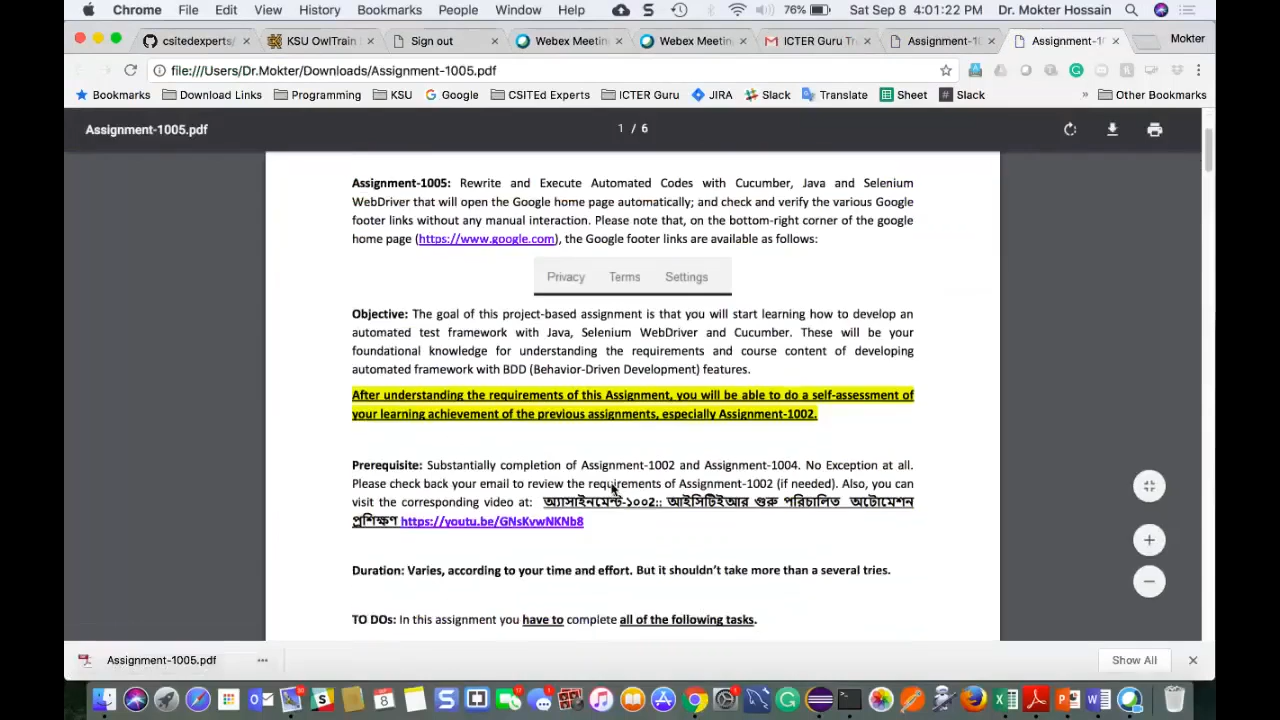 Chrome File Edit View History Bookmarks People Window Help 76% Sat Sep 8 4:01:22 PM Dr. Mokter Hossain
csitedexperts/ KSU OwlTrain Sign out Webex Meetin Webex Meetin ICTER Guru Tr Assignment-1 Assignment-1 Mokter
file:///Users/Dr.Mokter/Downloads/Assignment-1005.pdf
Bookmarks Download Links Programming KSU Google CSITEd Experts ICTER Guru JIRA Slack Translate Sheet Slack » Other Bookmarks
Assignment-1005.pdf 1 / 6
Assignment-1005: Rewrite and Execute Automated Codes with Cucumber, Java and Selenium
WebDriver that will open the Google home page automatically; and check and verify the various Google
footer links without any manual interaction. Please note that, on the bottom-right corner of the google
home page (https://www.google.com), the Google footer links are available as follows:
Privacy Terms Settings
Objective: The goal of this project-based assignment is that you will start learning how to develop an
automated test framework with Java, Selenium WebDriver and Cucumber. These will be your
foundational knowledge for understanding the requirements and course content of developing
automated framework with BDD (Behavior-Driven Development) features.
After understanding the requirements of this Assignment, you will be able to do a self-assessment of
your learning achievement of the previous assignments, especially Assignment-1002.
Prerequisite: Substantially completion of Assignment-1002 and Assignment-1004. No Exception at all.
Please check back your email to review the requirements of Assignment-1002 (if needed). Also, you can
visit the corresponding video at: অ্যাসাইনমেন্ট-১০০2:: আইসিটিইআর গুরু পরিচালিত অটোমেশন
প্রশিক্ষণ https://youtu.be/GNsKvwNKNb8
Duration: Varies, according to your time and effort. But it shouldn't take more than a several tries.
TO DOs: In this assignment you have to complete all of the following tasks.
Assignment-1005.pdf Show All